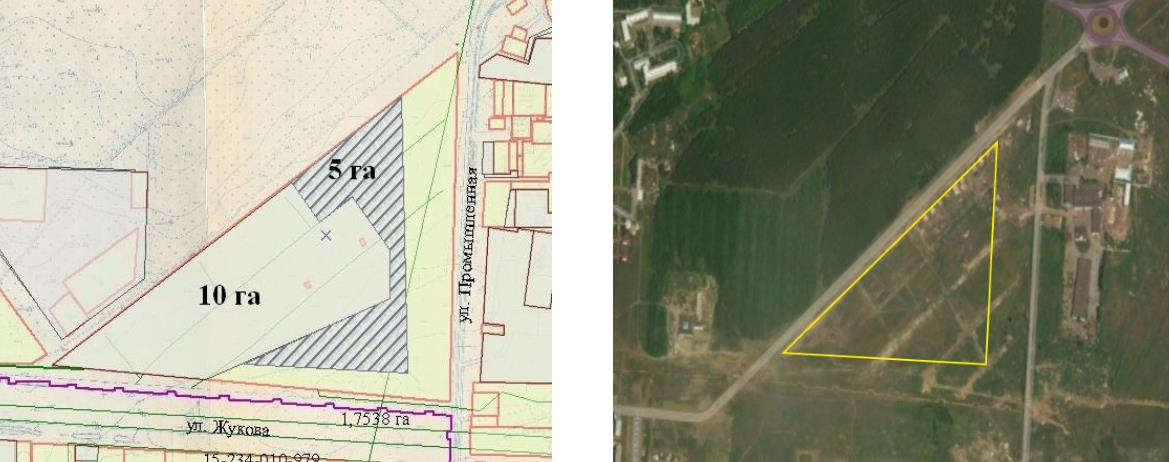 5 га
ул. Промышленная
10 га
1,7538 га
ул. Жукова
15-234-010-979